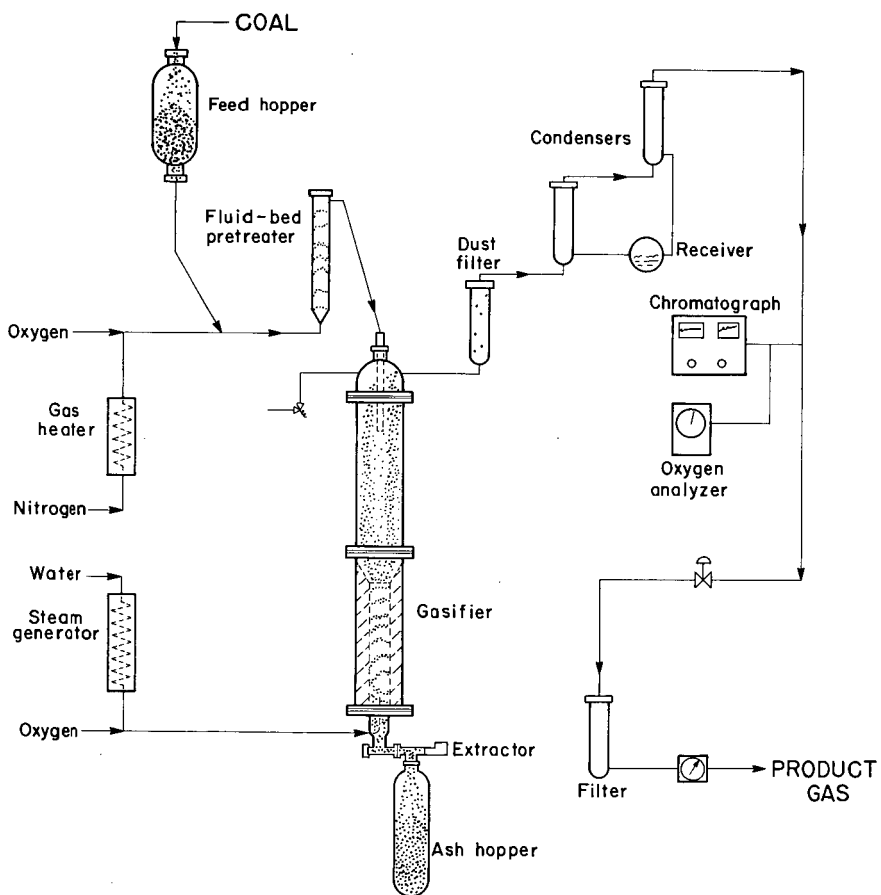 COAL
Feed hopper
Fluid-bed
pretreater
Condensers
Dust
filter
Receiver
Chromatograph
Oxygen
Gas
heater
Oxygen
analyzer
Nitrogen
Water
Steam
generator
Gasifier
Oxygen
Extractor
PRODUCT
GAS
Filter
Ash hopper